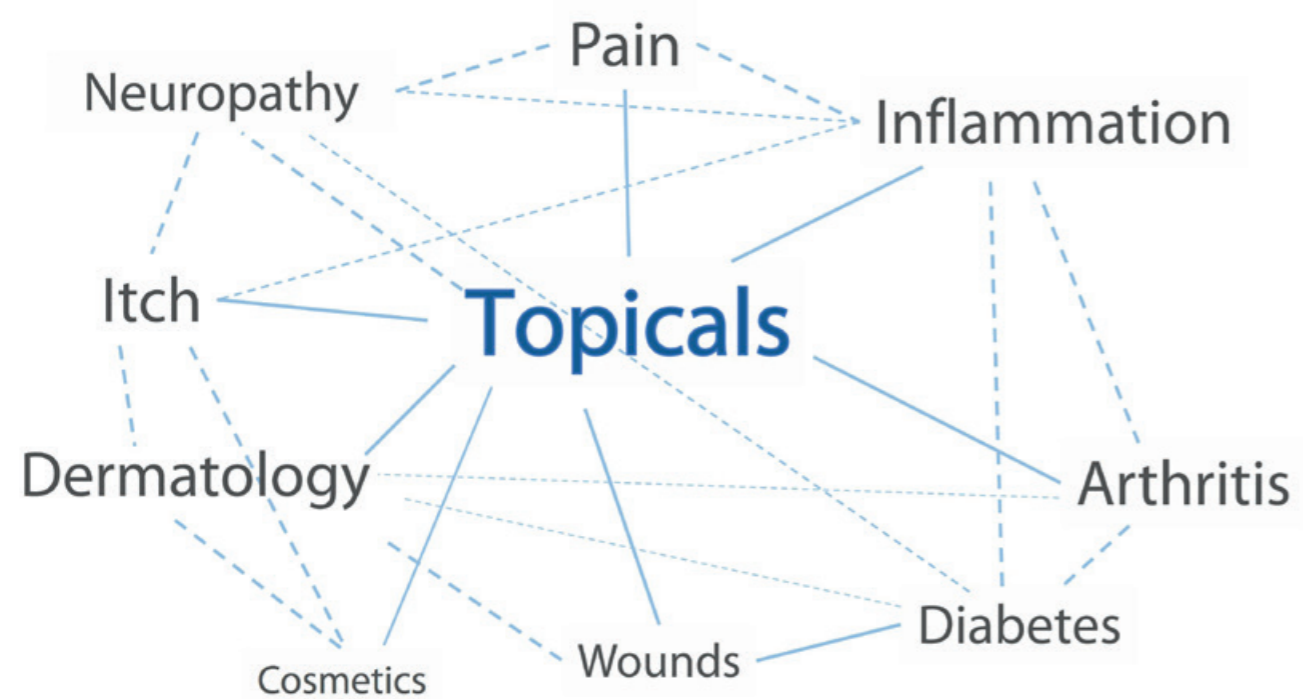 Pain
Neuropathy
Inflammation
Itch
Topicals
Dermatology
Arthritis
Diabetes
Wounds
Cosmetics